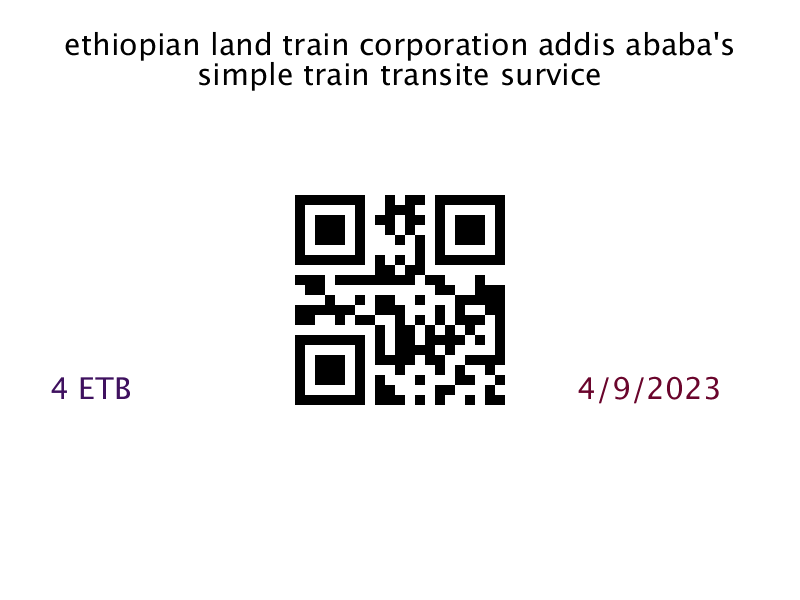 ethiopian land train corporation addis ababa's
simple train transite survice
4 ETB
4/9/2023